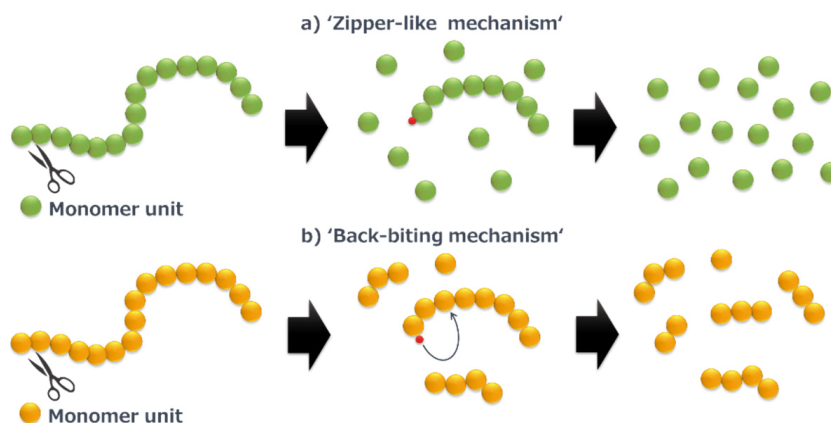 a) ‘Zipper-like mechanism‘
Monomer unit
b) ‘Back-biting mechanism‘
Monomer unit